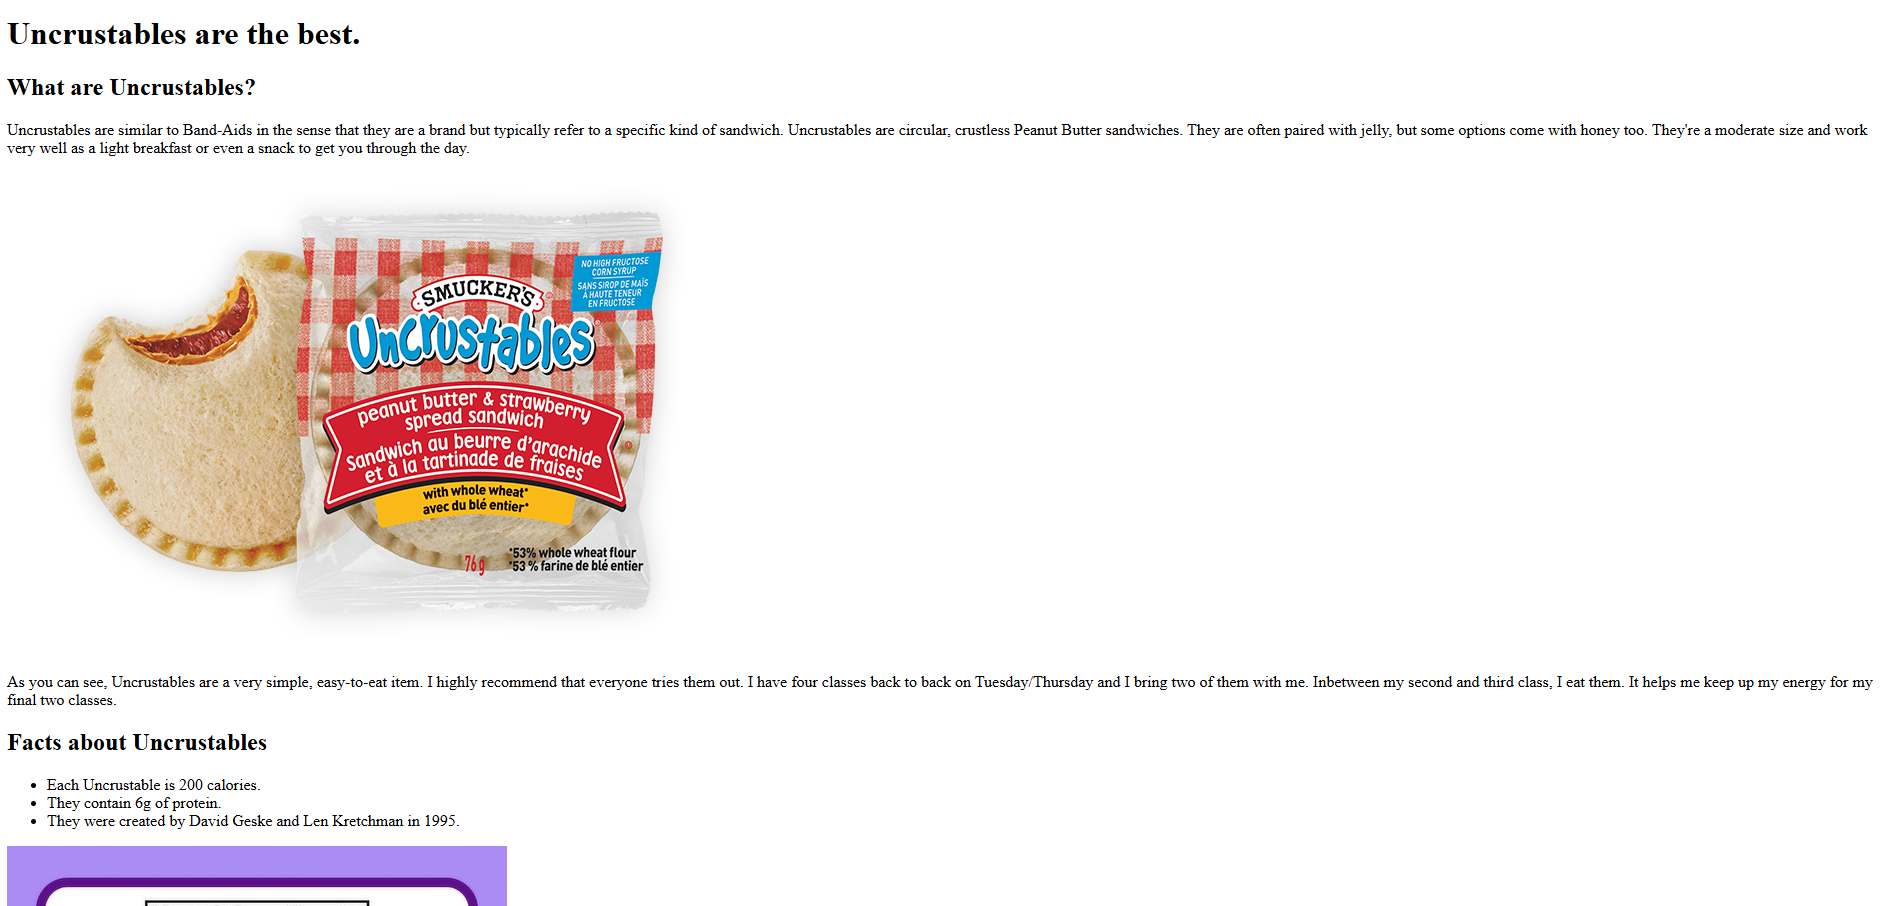 Uncrustables are the best.
What are Uncrustables?
Uncrustables are similar to Band-Aids in the sense that they are a brand but typically refer to a specific kind of sandwich. Uncrustables are circular, crustless Peanut Butter sandwiches. They are often paired with jelly, but some options come with honey too. They're a moderate size and work
very well as a light breakfast or even a snack to get you through the day.
NO HIGH FRUCTOSE
CORN SYRUP
SANS SIROP DE MAÏS
À HAUTE TENEUR
EN FRUCTOSE
SMUCKER'S
Uncrustables
peanut butter & strawberry
spread sandwich
Sandwich au beurre d'arachide
et à la tartinade de fraises
with whole wheat*
avec du blé entier*
76 g
*53% whole wheat flour
*53 % farine de blé entier
As you can see, Uncrustables are a very simple, easy-to-eat item. I highly recommend that everyone tries them out. I have four classes back to back on Tuesday/Thursday and I bring two of them with me. Inbetween my second and third class, I eat them. It helps me keep up my energy for my
final two classes.
Facts about Uncrustables
• Each Uncrustable is 200 calories.
• They contain 6g of protein.
• They were created by David Geske and Len Kretchman in 1995.